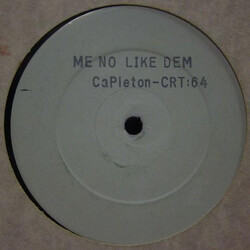 ME NO LIKE DEM
CaPleton-CRT:64